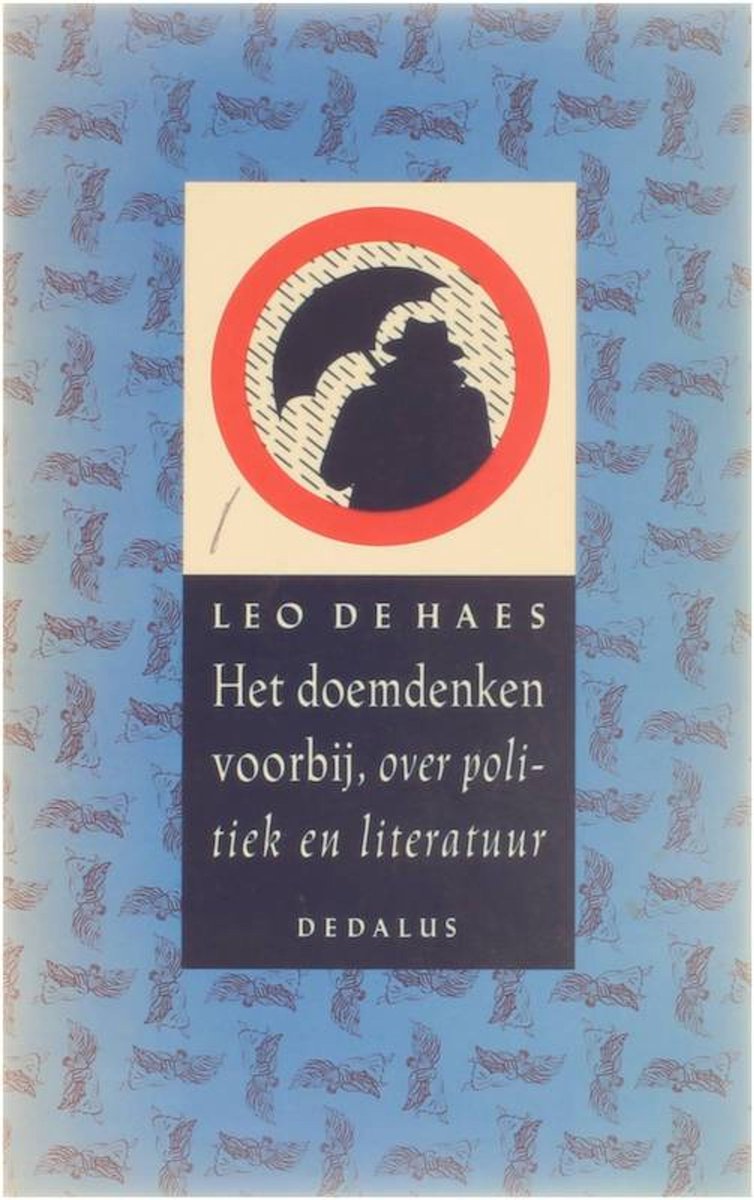 LEO DE HAES
Het doemdenken
voorbij, over poli-
tiek en literatuur
DEDALUS